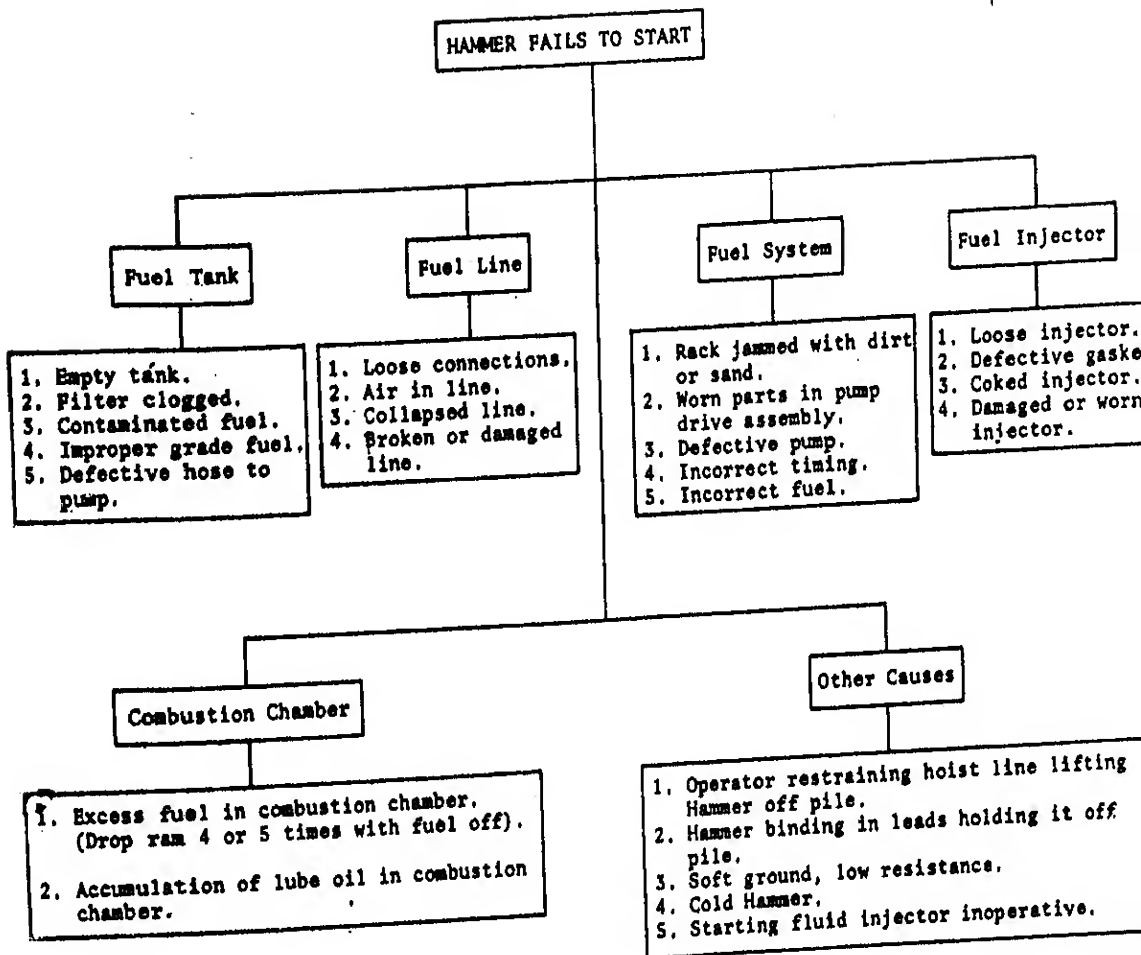 HAMMER FAILS TO START
Fuel Tank
1. Empty tank.
2. Filter clogged.
3. Contaminated fuel.
4. Improper grade fuel.
5. Defective hose to
pump.
Fuel Line
1. Loose connections.
2. Air in line.
3. Collapsed line.
4. Broken or damaged
line.
Fuel System
1. Rack jammed with dirt
or sand.
2. Worn parts in pump
drive assembly.
3. Defective pump.
4. Incorrect timing.
5. Incorrect fuel.
Fuel Injector
1. Loose injector.
2. Defective gaske
3. Coked injector.
4. Damaged or worn
injector.
Combustion Chamber
1. Excess fuel in combustion chamber.
(Drop ram 4 or 5 times with fuel off).
2. Accumulation of lube oil in combustion
chamber.
Other Causes
1. Operator restraining hoist line lifting
Hammer off pile.
2. Hammer binding in leads holding it off
pile.
3. Soft ground, low resistance.
4. Cold Hammer.
5. Starting fluid injector inoperative.